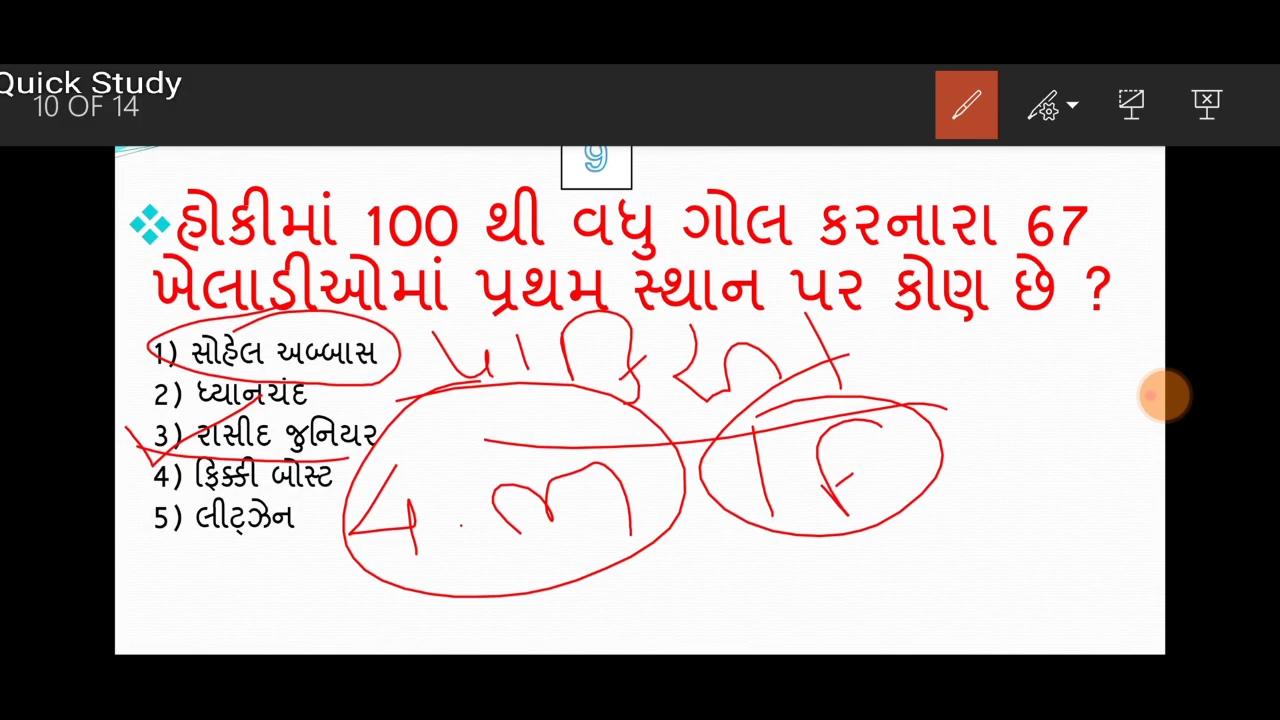 Quick Study
10 OF 14
9
હોકીમાં 100 થી વધુ ગોલ કરનારા 67
ખેલાડીઓમાં પ્રથમ સ્થાન પર કોણ છે ?
1) સોહેલ અબ્બાસ
2) ધ્યાનચંદ
3) રાસીદ જુનિયર
4) ફ્રિક્કી બોસ્ટ
5) લીટ્ઝેન